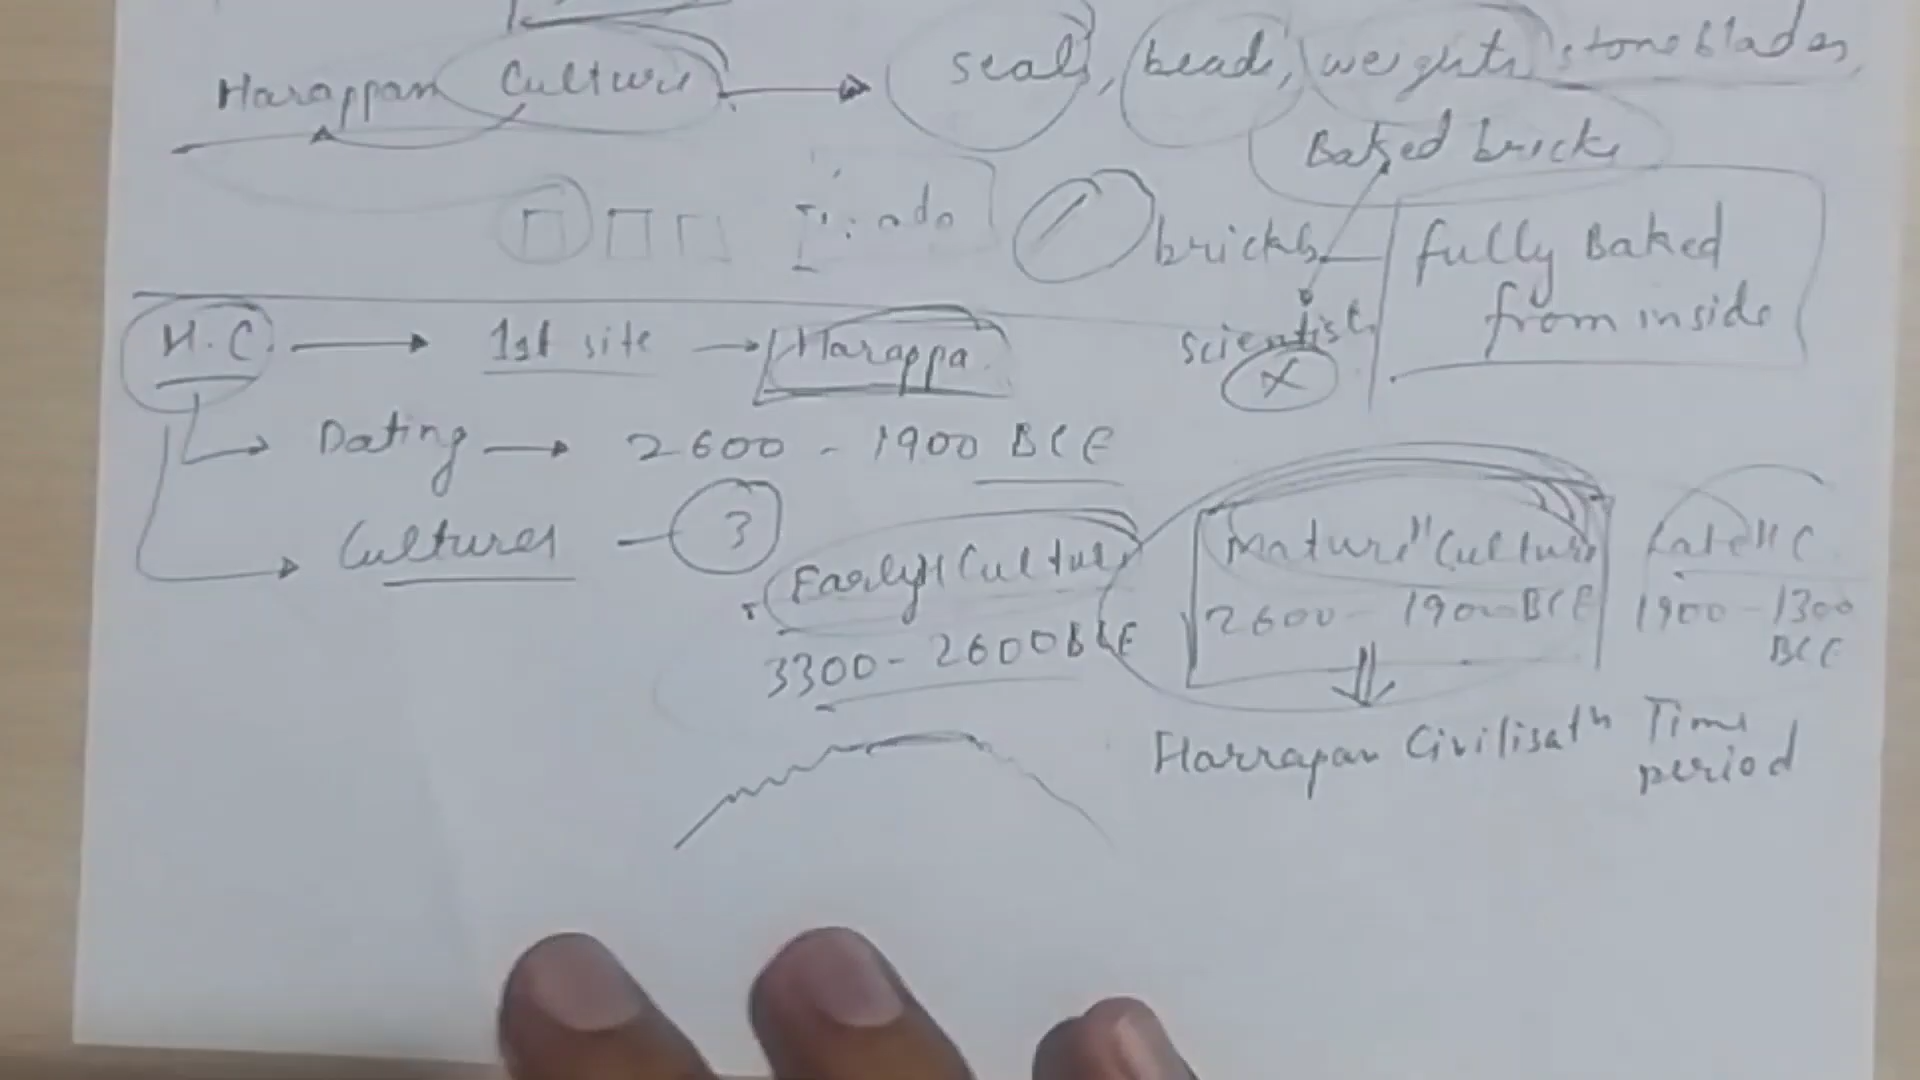 Harappan Culture → seals, beads, weights, stone blades,
Baked bricks
bricks fully Baked
from inside
scientist
X
H.C. → 1st site → Harappa
Dating → 2600 - 1900 BCE
Cultures - 3
Early H Culture Mature H Culture Late H C
3300 - 2600 BCE 2600 - 1900 BCE 1900 - 1300
BCE
Harrapan Civilisatn Time
period